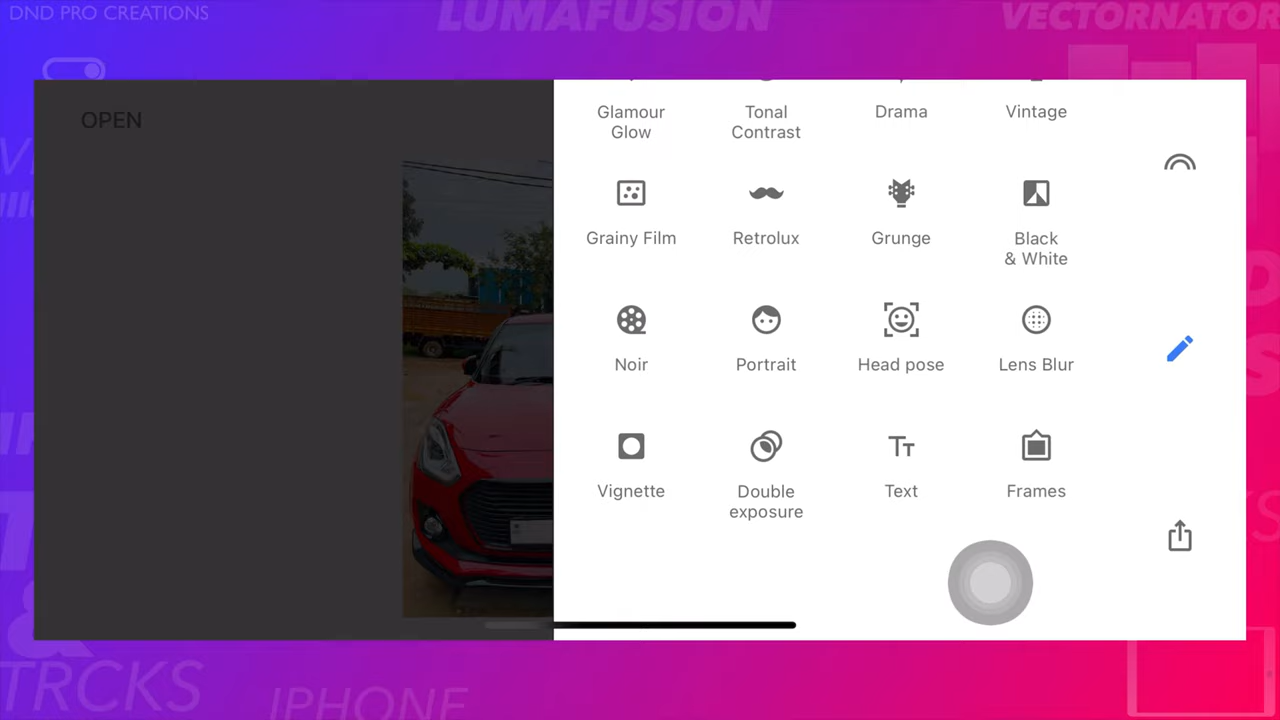 DND PRO CREATIONS
LUMAFUSION
VECTORNATOR
OPEN
Glamour
Glow
Tonal
Contrast
Drama
Vintage
Grainy Film
Retrolux
Grunge
Black
& White
Noir
Portrait
Head pose
Lens Blur
Vignette
Double
exposure
Text
Frames
&
TRCKS
IPHONE